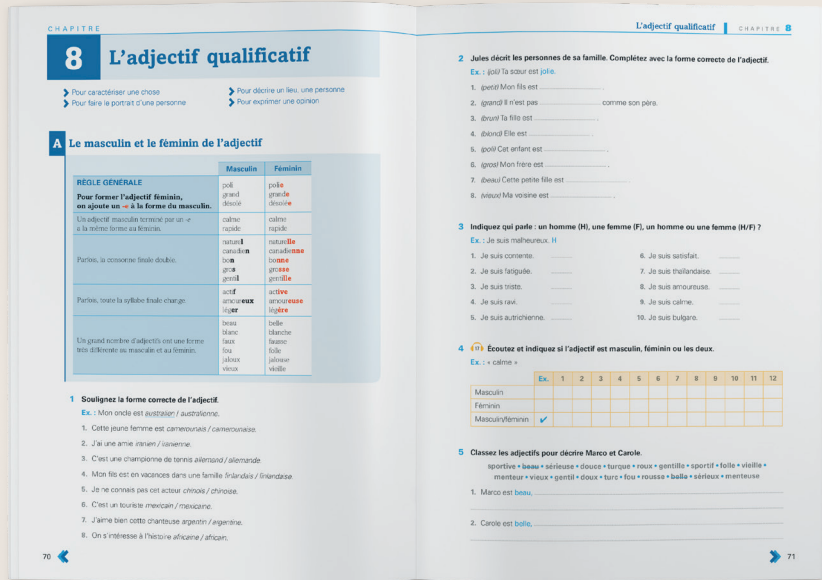 CHAPITRE
8 L'adjectif qualificatif
Pour caractériser une chose
Pour faire le portrait d'une personne
Pour décrire un lieu, une personne
Pour exprimer une opinion
A Le masculin et le féminin de l'adjectif
Masculin Féminin
RÈGLE GÉNÉRALE
Pour former l'adjectif féminin,
on ajoute un -e à la forme du masculin.
poli polie
grand grande
désolé désolée
Un adjectif masculin terminé par un -e
a la même forme au féminin.
calme calme
rapide rapide
Parfois, la consonne finale double.
naturel naturelle
canadien canadienne
bon bonne
gros grosse
gentil gentille
Parfois, toute la syllabe finale change.
actif active
amoureux amoureuse
léger légère
Un grand nombre d'adjectifs ont une forme
très différente au masculin et au féminin.
beau belle
blanc blanche
faux fausse
fou folle
jaloux jalouse
vieux vieille
1 Soulignez la forme correcte de l'adjectif.
Ex. : Mon oncle est australien / australienne.
1. Cette jeune femme est camerounais / camerounaise.
2. J'ai une amie iranien / iranienne.
3. C'est une championne de tennis allemand / allemande.
4. Mon fils est en vacances dans une famille finlandais / finlandaise.
5. Je ne connais pas cet acteur chinois / chinoise.
6. C'est un touriste mexicain / mexicaine.
7. J'aime bien cette chanteuse argentin / argentine.
8. On s'intéresse à l'histoire africaine / africain.
70
L'adjectif qualificatif CHAPITRE 8
2 Jules décrit les personnes de sa famille. Complétez avec la forme correcte de l'adjectif.
Ex. : (joli) Ta sœur est jolie.
1. (petit) Mon fils est .
2. (grand) Il n'est pas comme son père.
3. (brun) Ta fille est .
4. (blond) Elle est .
5. (poli) Cet enfant est .
6. (gros) Mon frère est .
7. (beau) Cette petite fille est .
8. (vieux) Ma voisine est .
3 Indiquez qui parle : un homme (H), une femme (F), un homme ou une femme (H/F) ?
Ex. : Je suis malheureux. H
1. Je suis contente.
2. Je suis fatiguée.
3. Je suis triste.
4. Je suis ravi.
5. Je suis autrichienne.
6. Je suis satisfait.
7. Je suis thaïlandaise.
8. Je suis amoureuse.
9. Je suis calme.
10. Je suis bulgare.
4 Écoutez et indiquez si l'adjectif est masculin, féminin ou les deux.
Ex. : « calme »
Ex. 1 2 3 4 5 6 7 8 9 10 11 12
Masculin
Féminin
Masculin/féminin ✔
5 Classez les adjectifs pour décrire Marco et Carole.
sportive • beau • sérieuse • douce • turque • roux • gentille • sportif • folle • vieille •
menteur • vieux • gentil • doux • turc • fou • rousse • belle • sérieux • menteuse
1. Marco est beau,
2. Carole est belle,
71